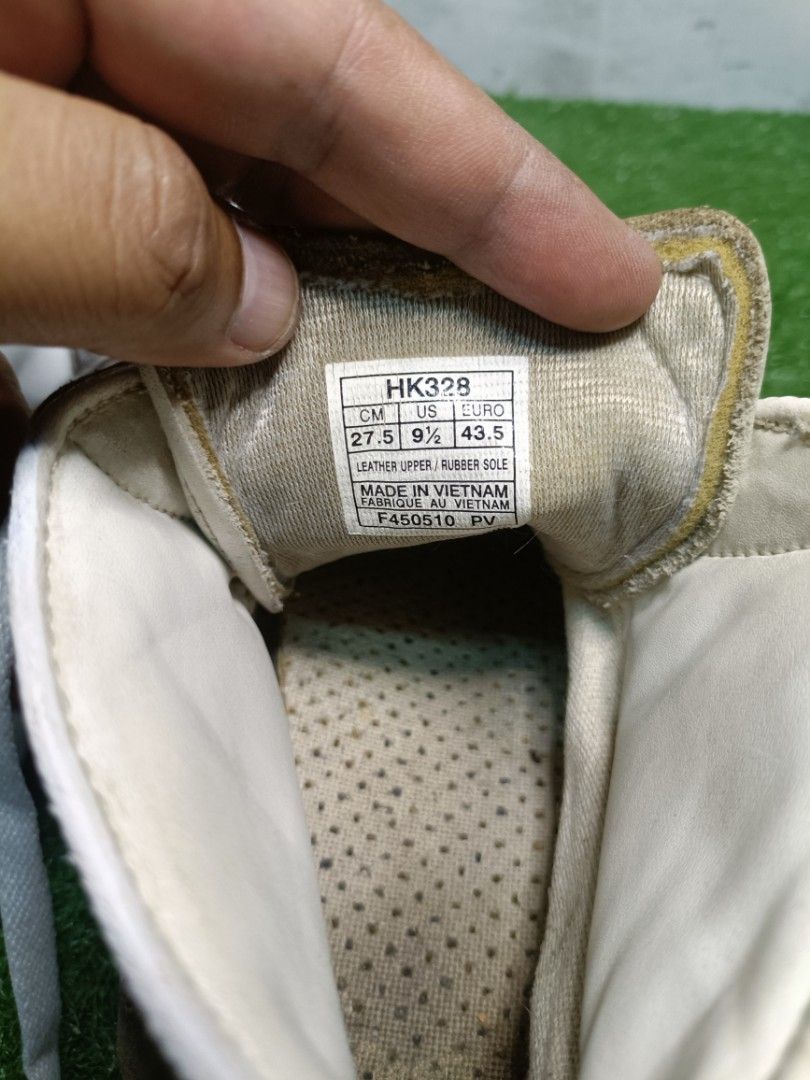 HK328
CM US EURO
27.5 9½ 43.5
LEATHER UPPER / RUBBER SOLE
MADE IN VIETNAM
FABRIQUE AU VIETNAM
F450510 PV